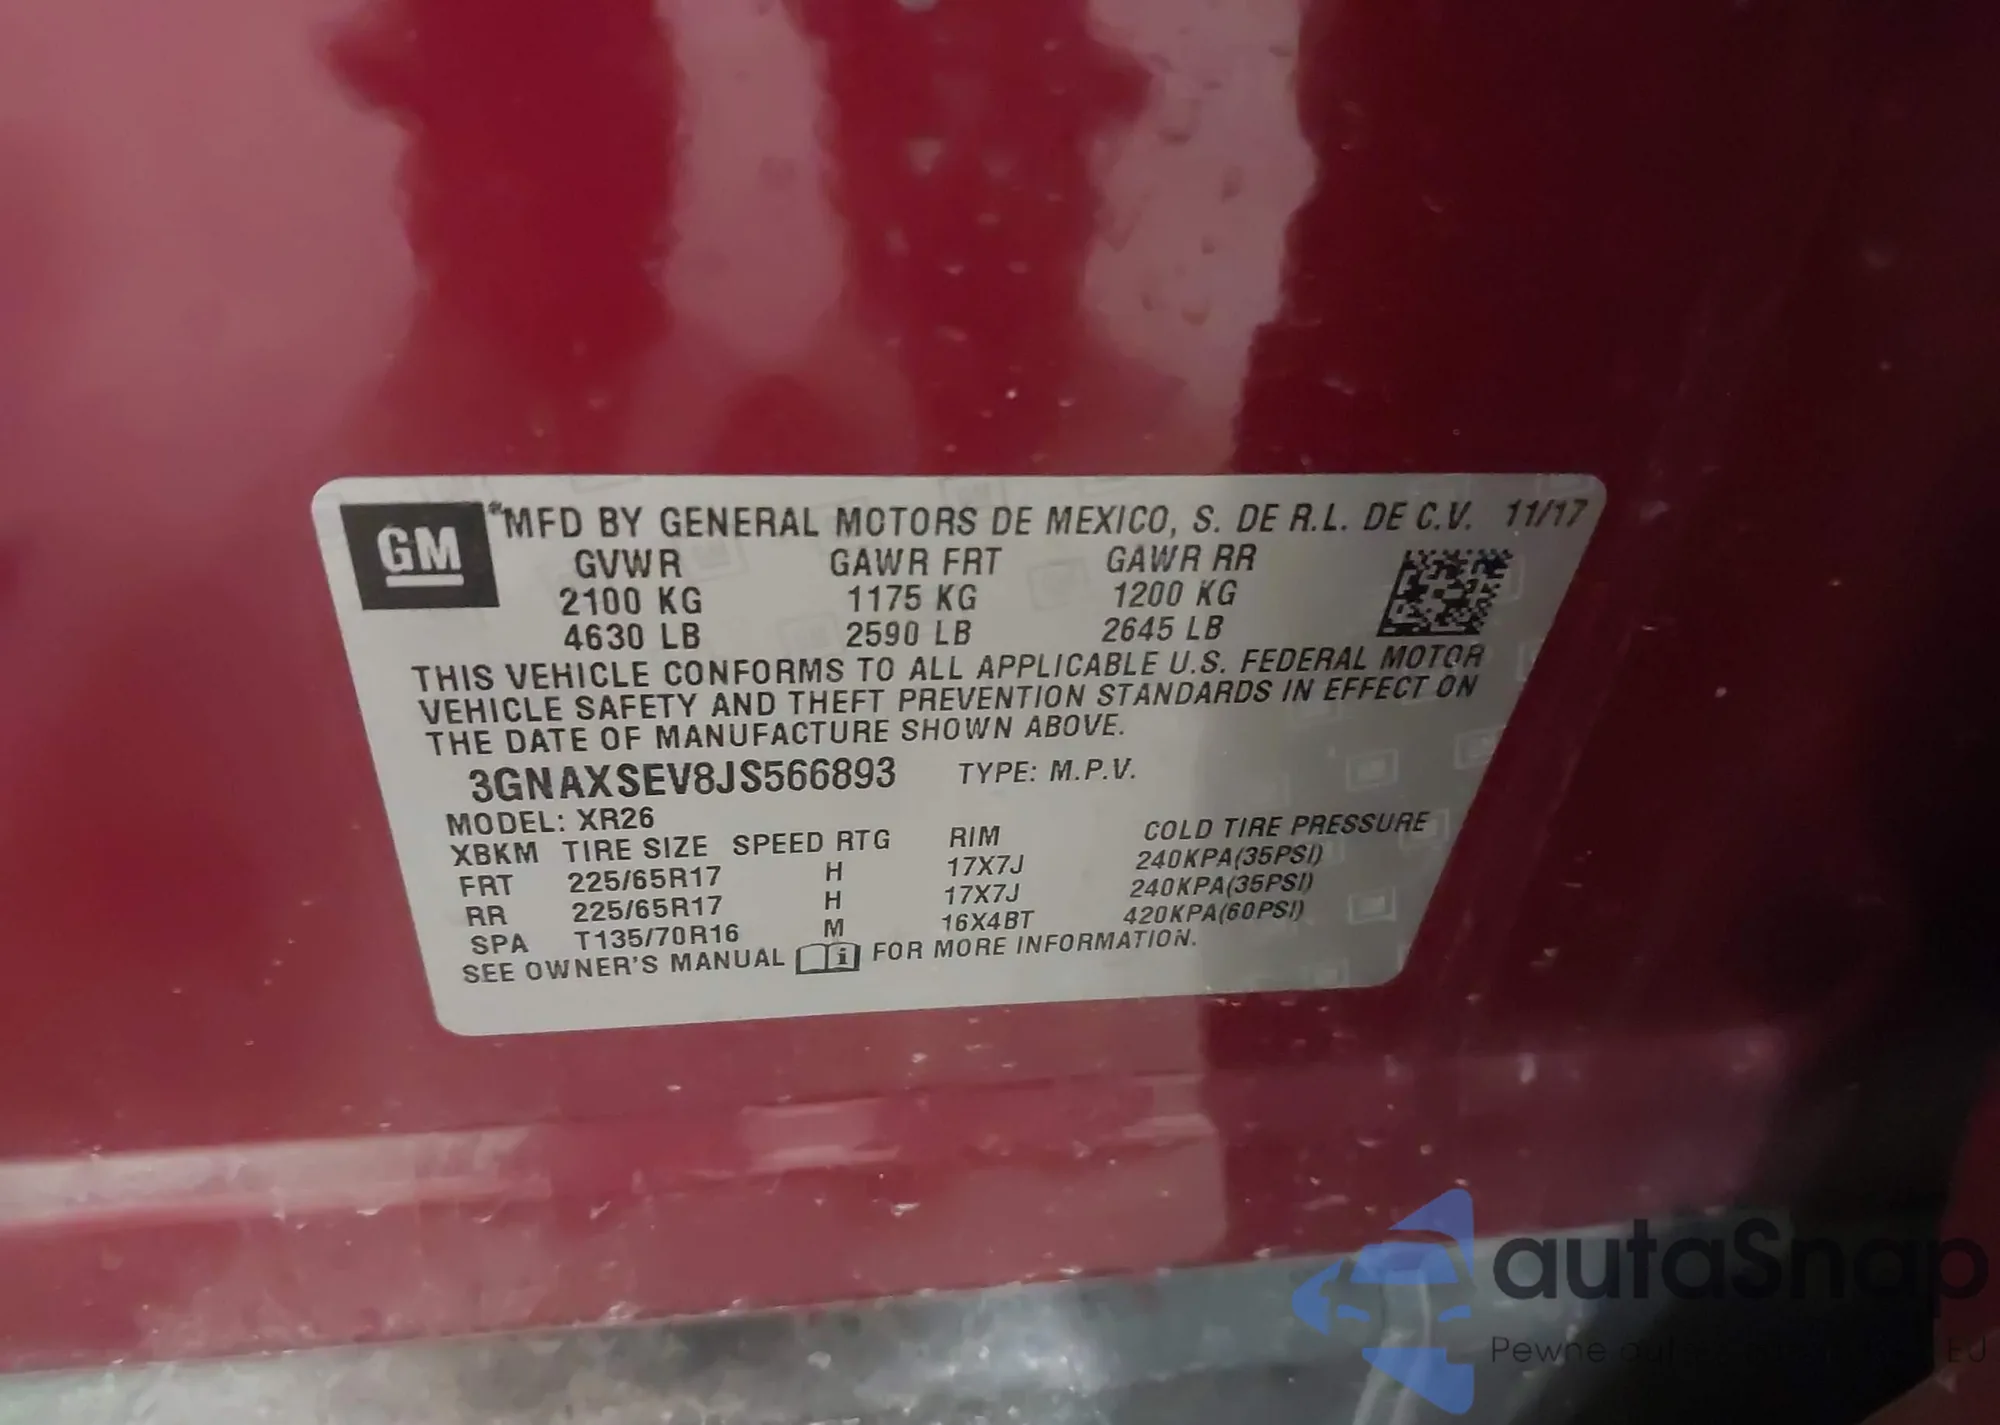 GM
®MFD BY GENERAL MOTORS DE MEXICO, S. DE R.L. DE C.V. 11/17
GVWR GAWR FRT GAWR RR
2100 KG 1175 KG 1200 KG
4630 LB 2590 LB 2645 LB
THIS VEHICLE CONFORMS TO ALL APPLICABLE U.S. FEDERAL MOTOR
VEHICLE SAFETY AND THEFT PREVENTION STANDARDS IN EFFECT ON
THE DATE OF MANUFACTURE SHOWN ABOVE.
3GNAXSEV8JS566893 TYPE: M.P.V.
MODEL: XR26
XBKM TIRE SIZE SPEED RTG RIM COLD TIRE PRESSURE
FRT 225/65R17 H 17X7J 240KPA(35PSI)
RR 225/65R17 H 17X7J 240KPA(35PSI)
SPA T135/70R16 M 16X4BT 420KPA(60PSI)
SEE OWNER'S MANUAL FOR MORE INFORMATION.
autaSnap
Pewne EU